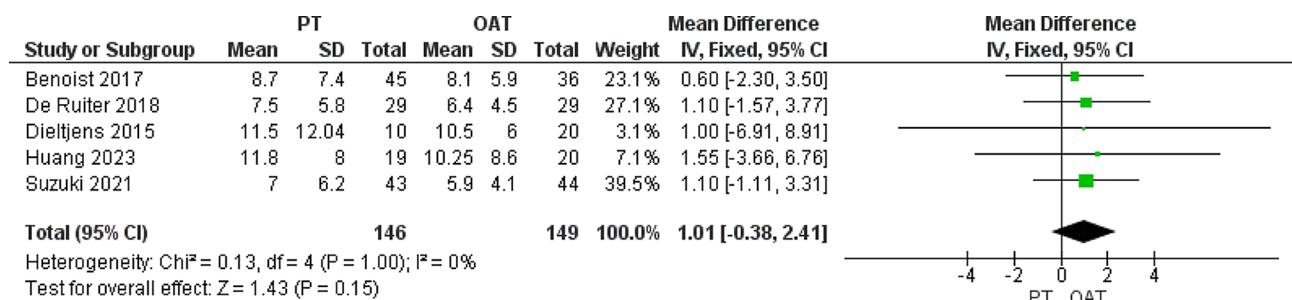 PT OAT Mean Difference Mean Difference
Study or Subgroup Mean SD Total Mean SD Total Weight IV, Fixed, 95% CI IV, Fixed, 95% CI
Benoist 2017 8.7 7.4 45 8.1 5.9 36 23.1% 0.60 [-2.30, 3.50]
De Ruiter 2018 7.5 5.8 29 6.4 4.5 29 27.1% 1.10 [-1.57, 3.77]
Dieltjens 2015 11.5 12.04 10 10.5 6 20 3.1% 1.00 [-6.91, 8.91]
Huang 2023 11.8 8 19 10.25 8.6 20 7.1% 1.55 [-3.66, 6.76]
Suzuki 2021 7 6.2 43 5.9 4.1 44 39.5% 1.10 [-1.11, 3.31]
Total (95% CI) 146 149 100.0% 1.01 [-0.38, 2.41]
Heterogeneity: Chi² = 0.13, df = 4 (P = 1.00); I² = 0%
Test for overall effect: Z = 1.43 (P = 0.15)
-4 -2 0 2 4
PT OAT